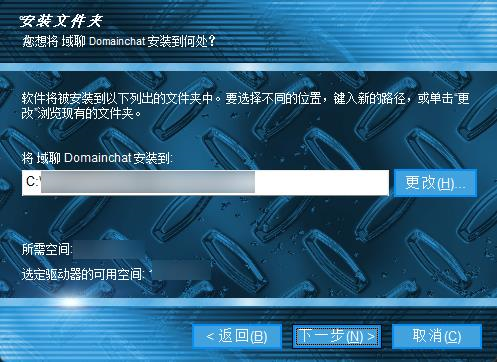 安装文件夹
您想将 域聊 Domainchat 安装到何处？
软件将被安装到以下列出的文件夹中。要选择不同的位置，键入新的路径，或单击“更
改”浏览现有的文件夹。
将 域聊 Domainchat 安装到:
C:\
更改(H)...
所需空间:
选定驱动器的可用空间:
< 返回(B)
下一步(N) >
取消(C)